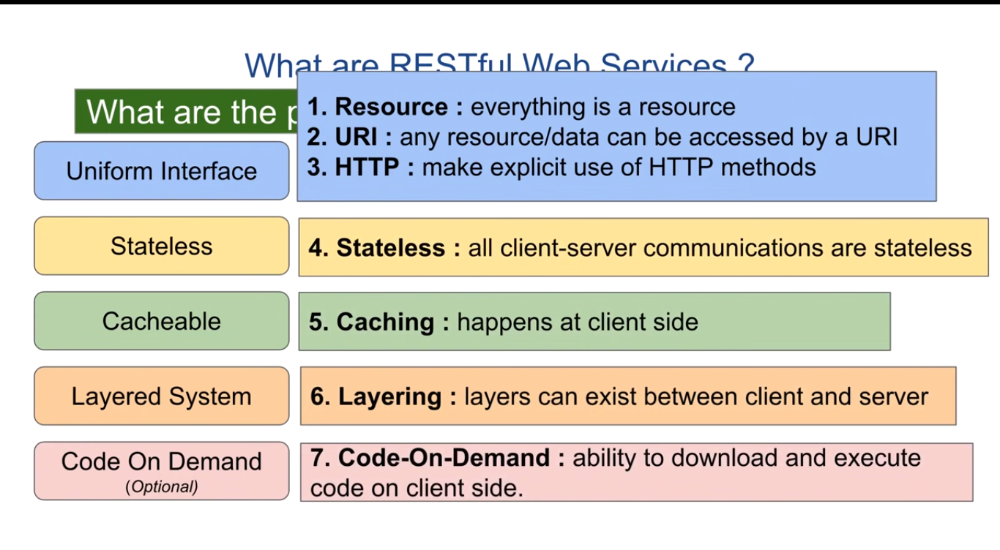 What are RESTful Web Services ?
What are the
1. Resource : everything is a resource
2. URI : any resource/data can be accessed by a URI
3. HTTP : make explicit use of HTTP methods
Uniform Interface
Stateless
4. Stateless : all client-server communications are stateless
Cacheable
5. Caching : happens at client side
Layered System
6. Layering : layers can exist between client and server
Code On Demand
(Optional)
7. Code-On-Demand : ability to download and execute
code on client side.